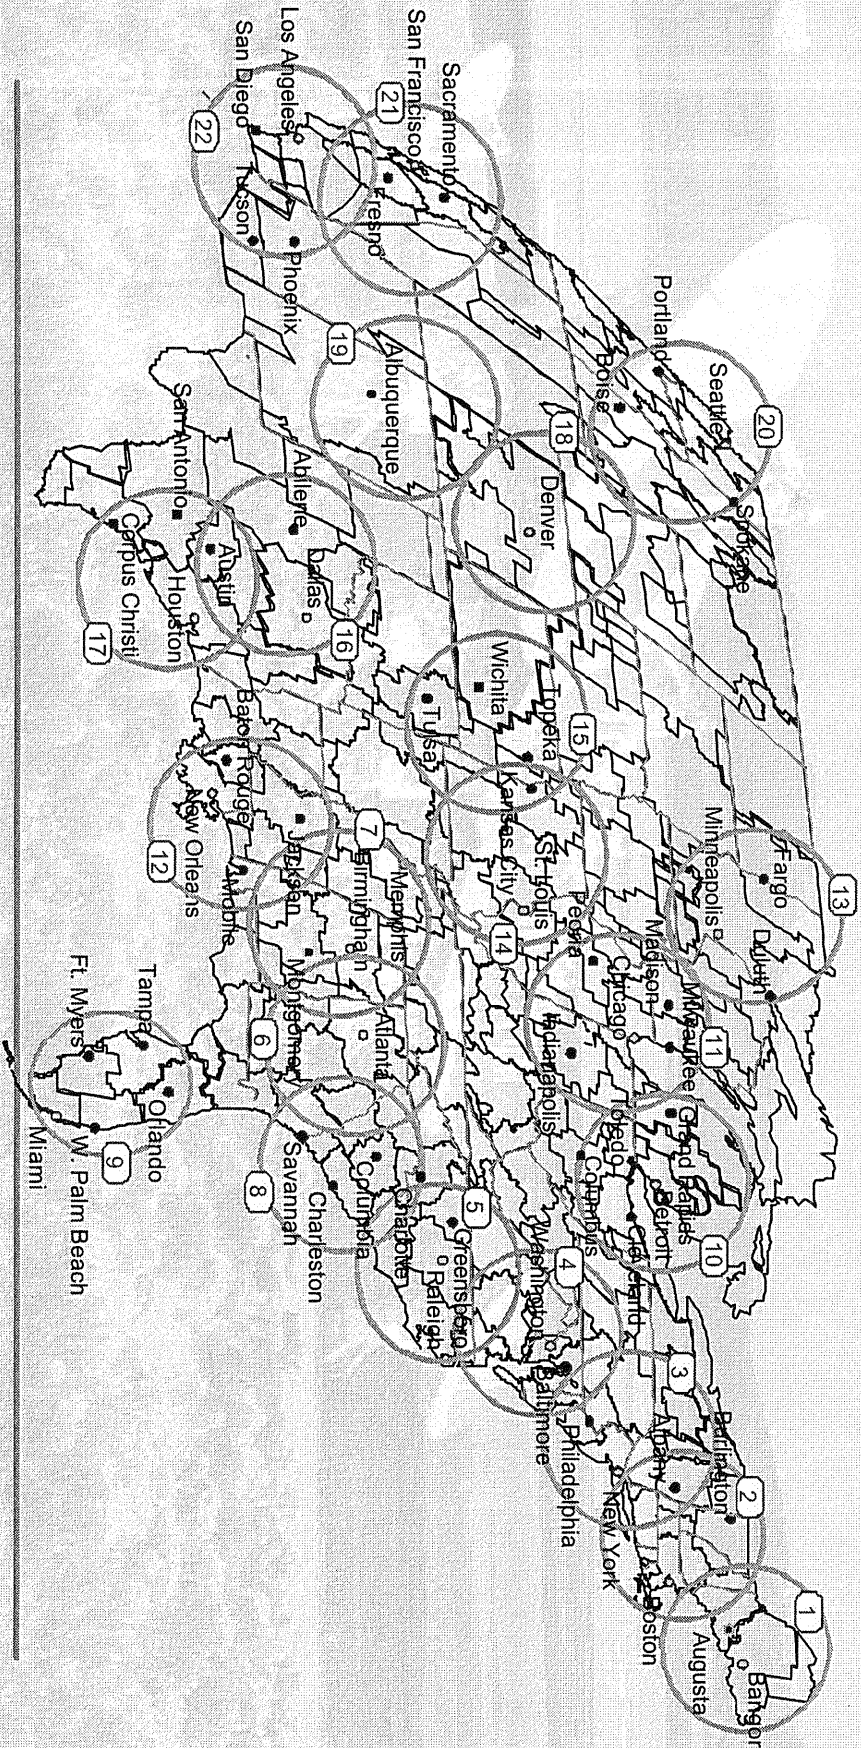 Seattle
Spokane
Portland
Boise
20
Fargo
Duluth
Minneapolis
13
Sacramento
San Francisco
Fresno
21
Los Angeles
San Diego
22
Phoenix
Tucson
Albuquerque
19
Denver
18
Wichita
Topeka
Tulsa
15
Kansas City
St. Louis
14
Peoria
Madison
Milwaukee
Chicago
Indianapolis
11
Grand Rapids
Detroit
Toledo
Cleveland
Columbus
10
Abilene
Dallas
16
San Antonio
Austin
Houston
Corpus Christi
17
Baton Rouge
New Orleans
Jackson
Mobile
12
Memphis
Birmingham
Montgomery
7
Atlanta
6
Columbia
Charleston
Savannah
8
Charlotte
Greensboro
Raleigh
5
Washington
Baltimore
4
Philadelphia
New York
3
Albany
Burlington
Boston
2
Augusta
Bangor
1
Tampa
Orlando
Ft. Myers
W. Palm Beach
Miami
9